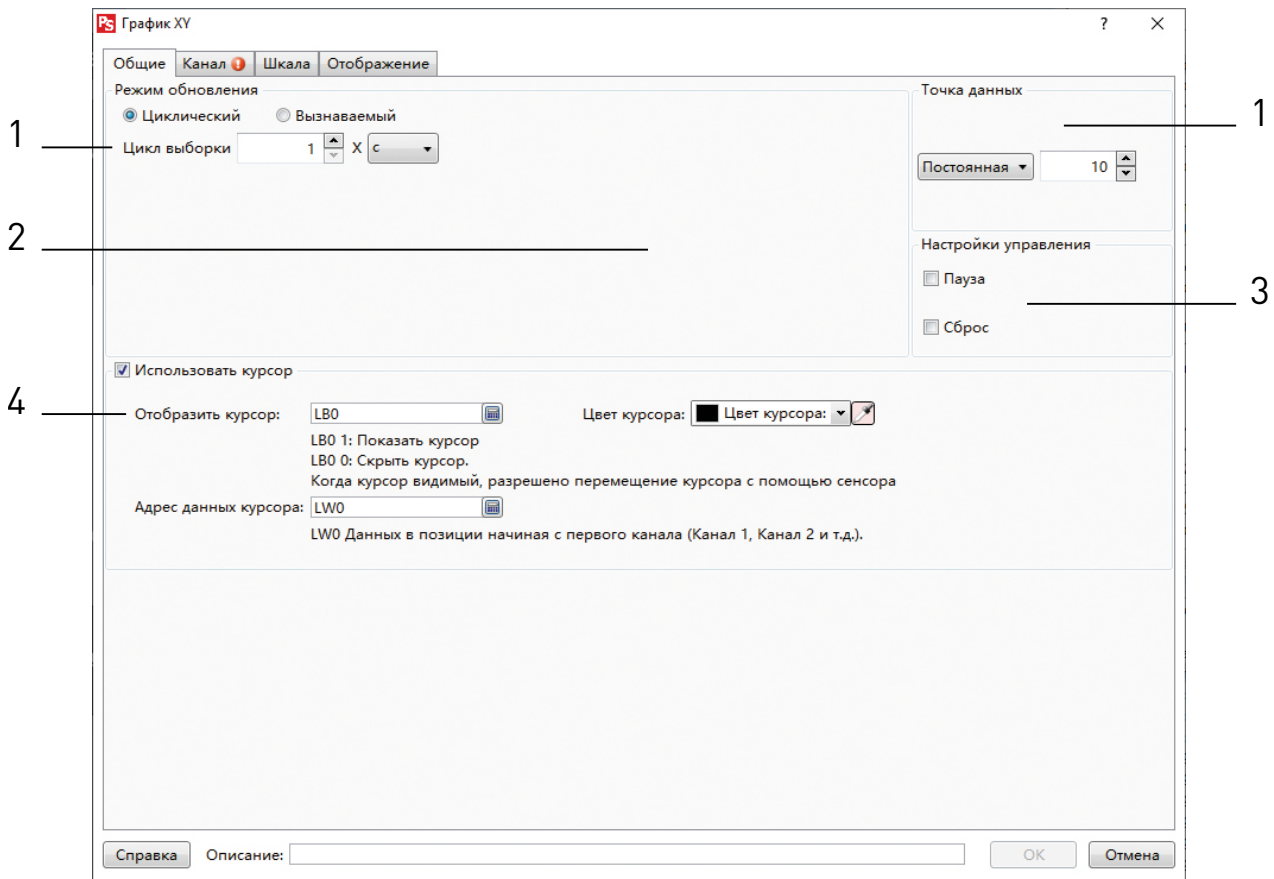 PS График XY ? ×
Общие Канал Шкала Отображение
Режим обновления
Циклический Вызнаваемый
1 Цикл выборки 1 X с
2
Точка данных
1
Постоянная 10
Настройки управления
Пауза
3
Сброс
Использовать курсор
4 Отобразить курсор: LB0 Цвет курсора: Цвет курсора:
LB0 1: Показать курсор
LB0 0: Скрыть курсор.
Когда курсор видимый, разрешено перемещение курсора с помощью сенсора
Адрес данных курсора: LW0
LW0 Данных в позиции начиная с первого канала (Канал 1, Канал 2 и т.д.).
Справка Описание: OK Отмена